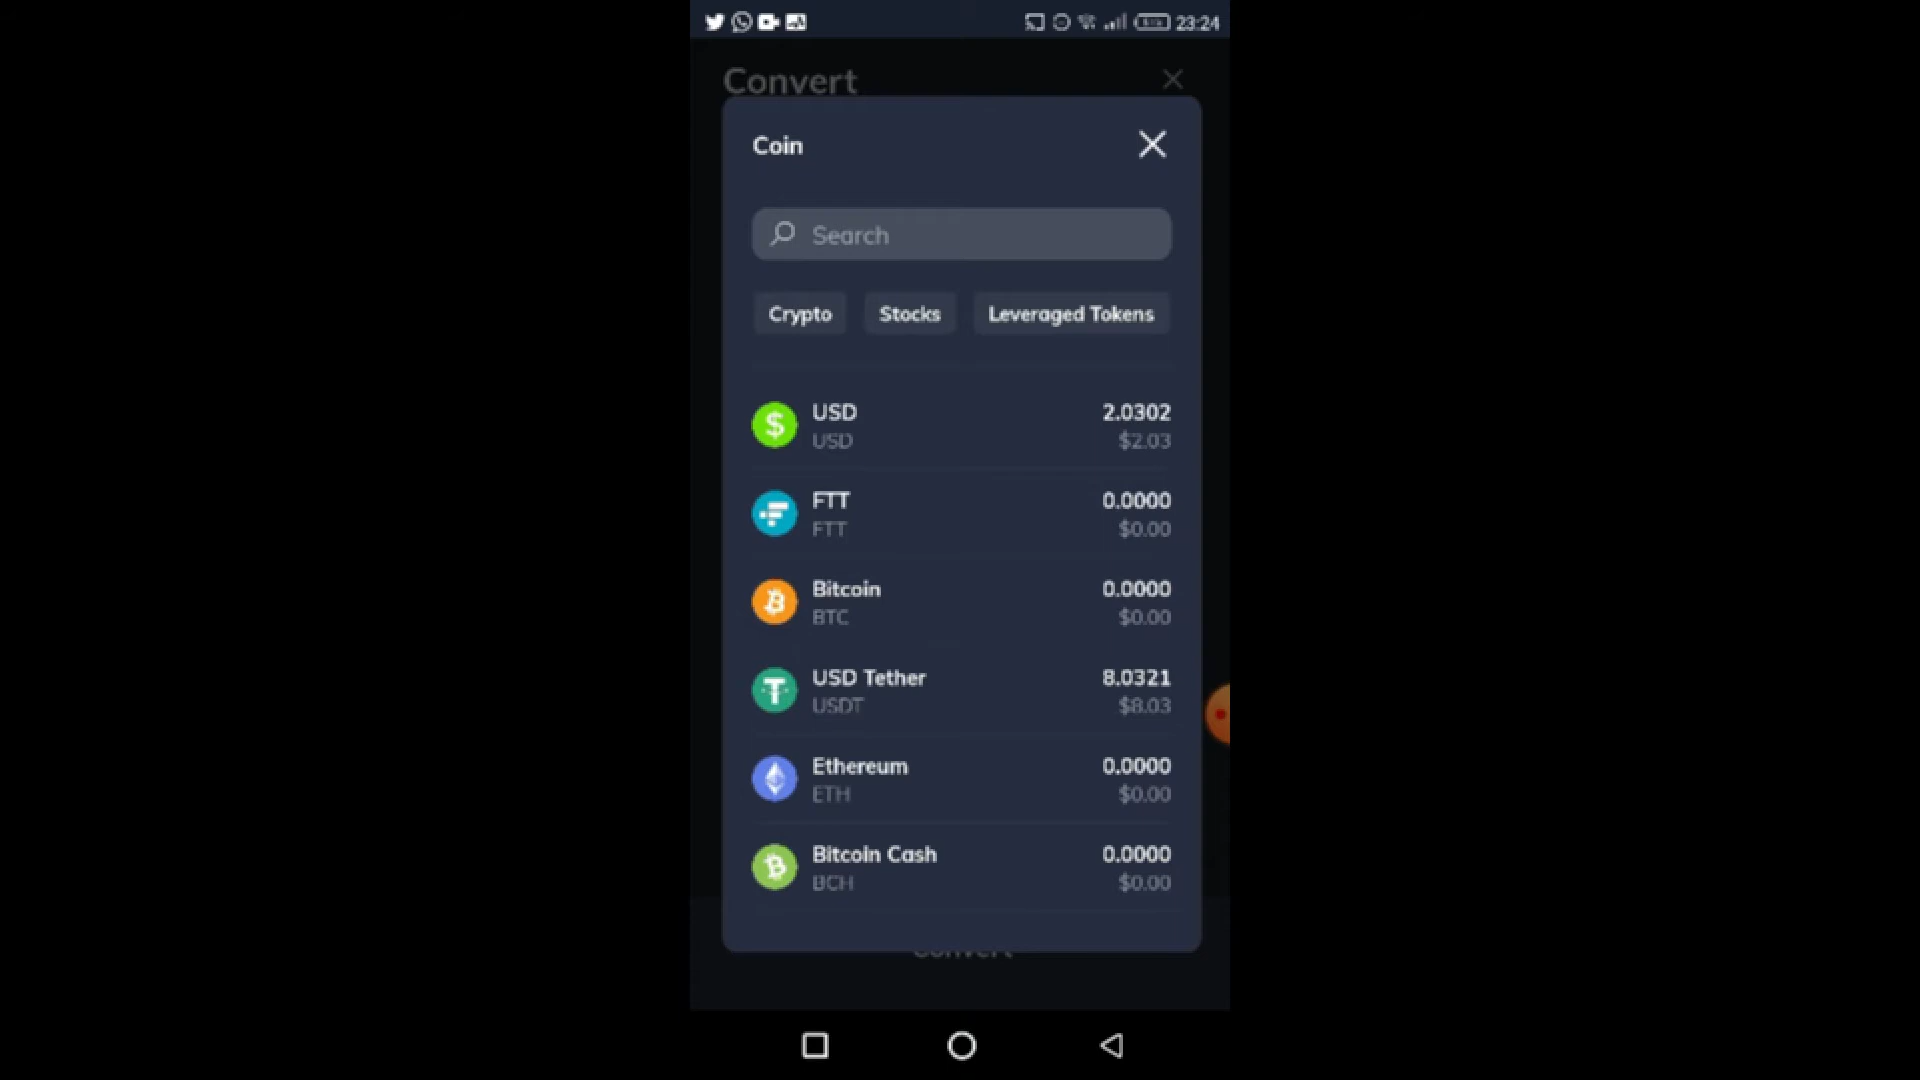 23:24
Convert
Coin
Search
Crypto Stocks Leveraged Tokens
USD 2.0302
USD $2.03
FTT 0.0000
FTT $0.00
Bitcoin 0.0000
BTC $0.00
USD Tether 8.0321
USDT $8.03
Ethereum 0.0000
ETH $0.00
Bitcoin Cash 0.0000
BCH $0.00
Convert